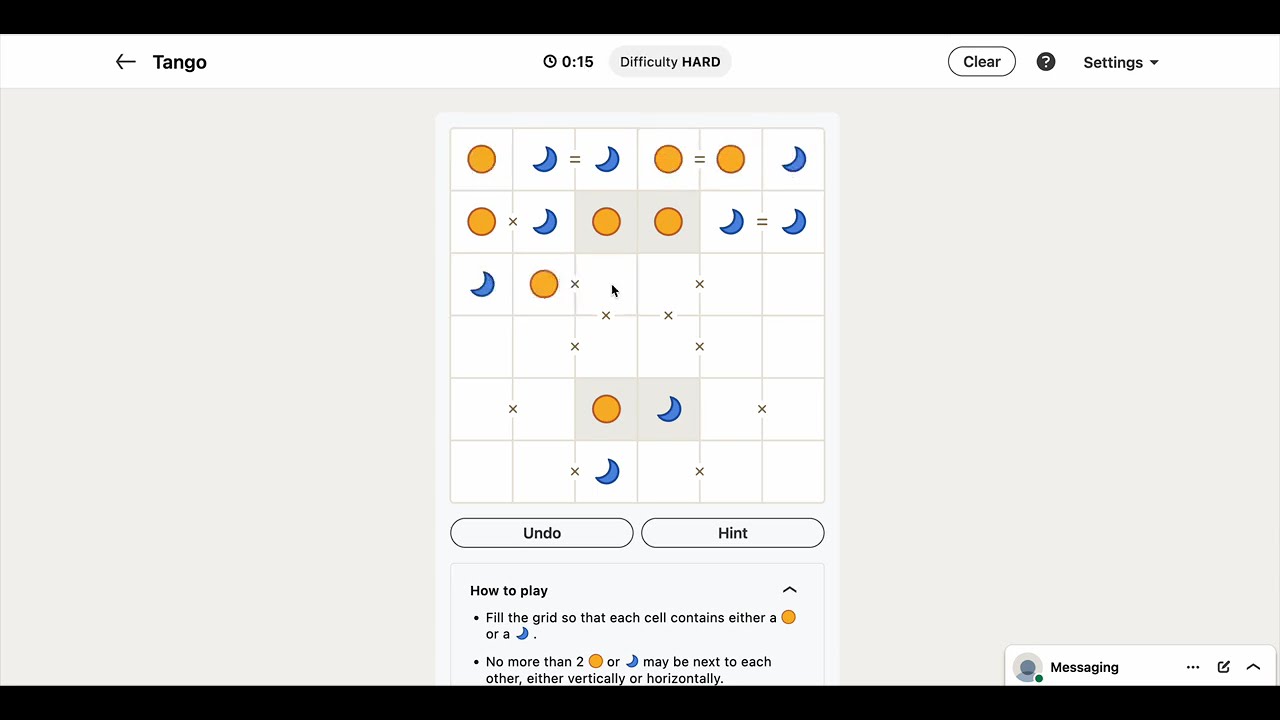 Tango
0:15
Difficulty HARD
Clear
?
Settings
= =
× =
× ×
× ×
× ×
× ×
× ×
Undo
Hint
How to play
• Fill the grid so that each cell contains either a
or a .
• No more than 2 or may be next to each
other, either vertically or horizontally.
Messaging